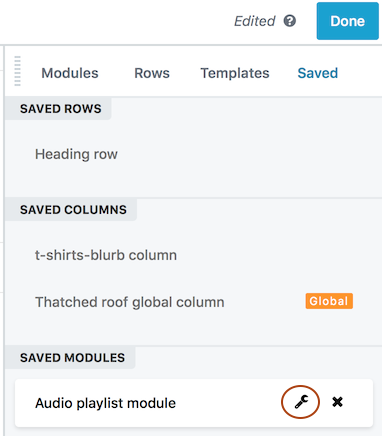 Edited ?
Done
Modules Rows Templates Saved
SAVED ROWS
Heading row
SAVED COLUMNS
t-shirts-blurb column
Thatched roof global column Global
SAVED MODULES
Audio playlist module